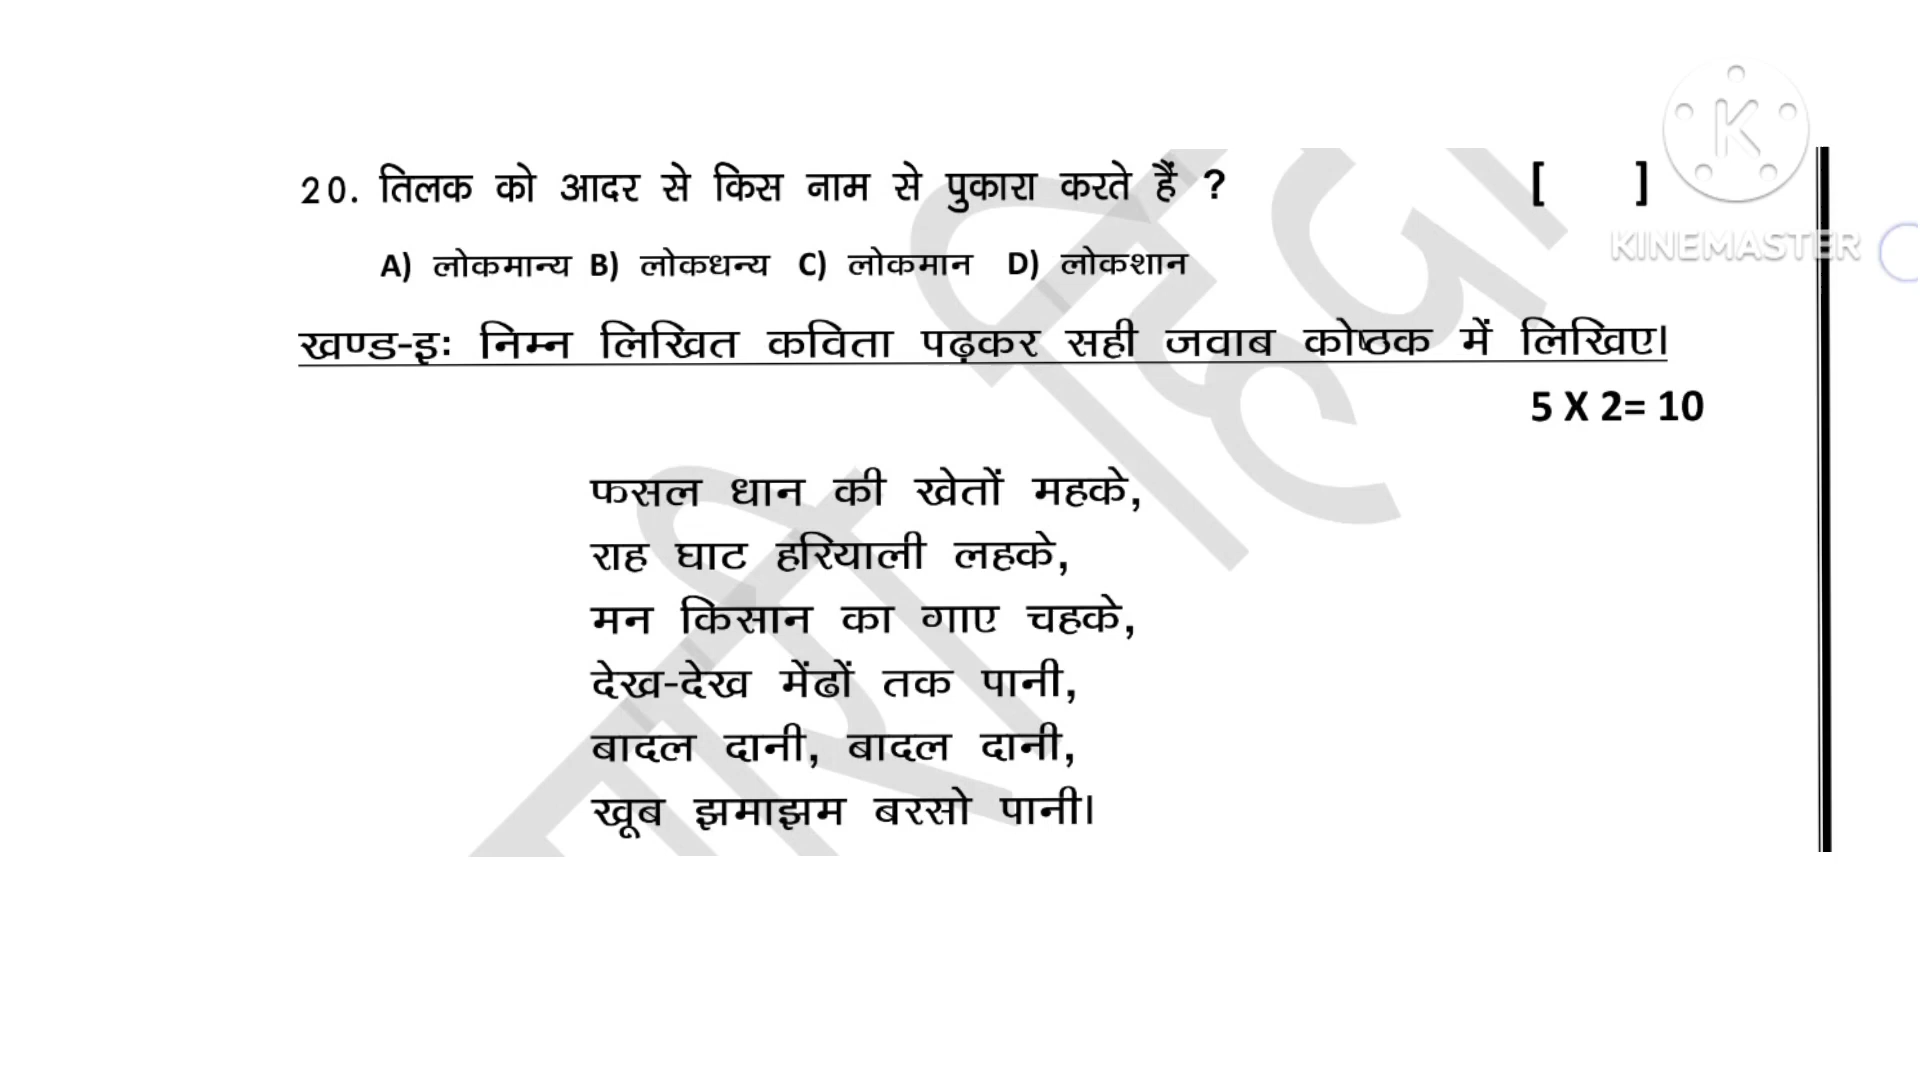 20. तिलक को आदर से किस नाम से पुकारा करते हैं ? [ ]
KINEMASTER
A) लोकमान्य B) लोकधन्य C) लोकमान D) लोकशान
खण्ड-इः निम्न लिखित कविता पढ़कर सही जवाब कोष्ठक में लिखिए।
5 X 2= 10
फसल धान की खेतों महके,
राह घाट हरियाली लहके,
मन किसान का गाए चहके,
देख-देख मेंढों तक पानी,
बादल दानी, बादल दानी,
खूब झमाझम बरसो पानी।